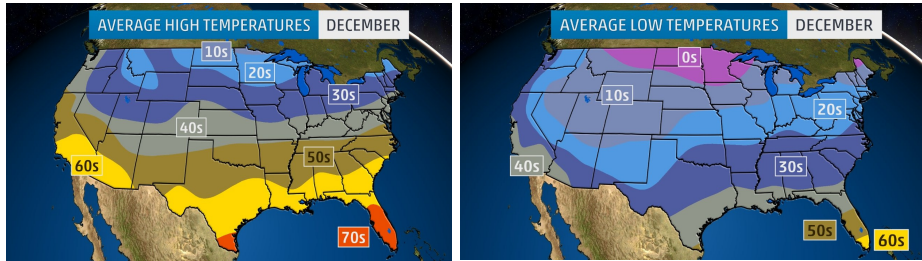 AVERAGE HIGH TEMPERATURES DECEMBER
10s
20s
30s
40s
50s
60s
70s
AVERAGE LOW TEMPERATURES DECEMBER
0s
10s
20s
40s
30s
50s
60s